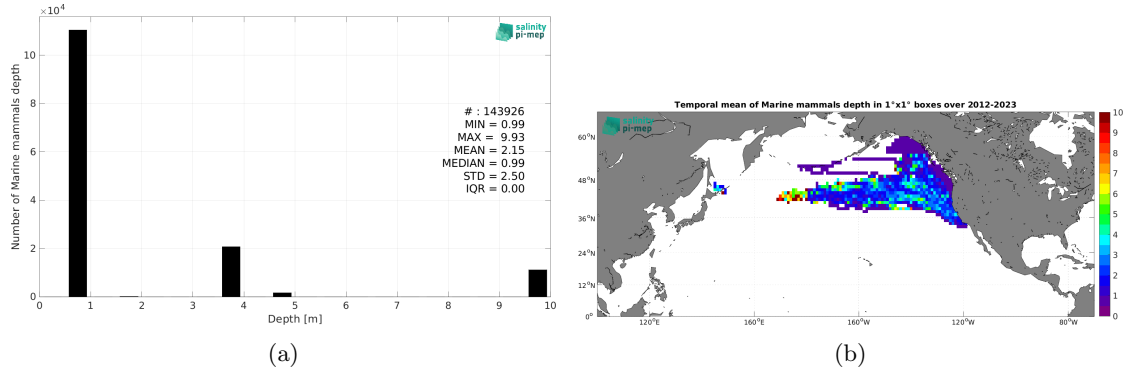 ×10⁴
salinity
pi-mep
Number of Marine mammals depth
10
8
6
4
2
0
# : 143926
MIN = 0.99
MAX = 9.93
MEAN = 2.15
MEDIAN = 0.99
STD = 2.50
IQR = 0.00
0 1 2 3 4 5 6 7 8 9 10
Depth [m]
(a)
Temporal mean of Marine mammals depth in 1°x1° boxes over 2012-2023
salinity
pi-mep
60°N
48°N
36°N
24°N
12°N
0°
120°E 160°E 160°W 120°W 80°W
10
9
8
7
6
5
4
3
2
1
0
(b)